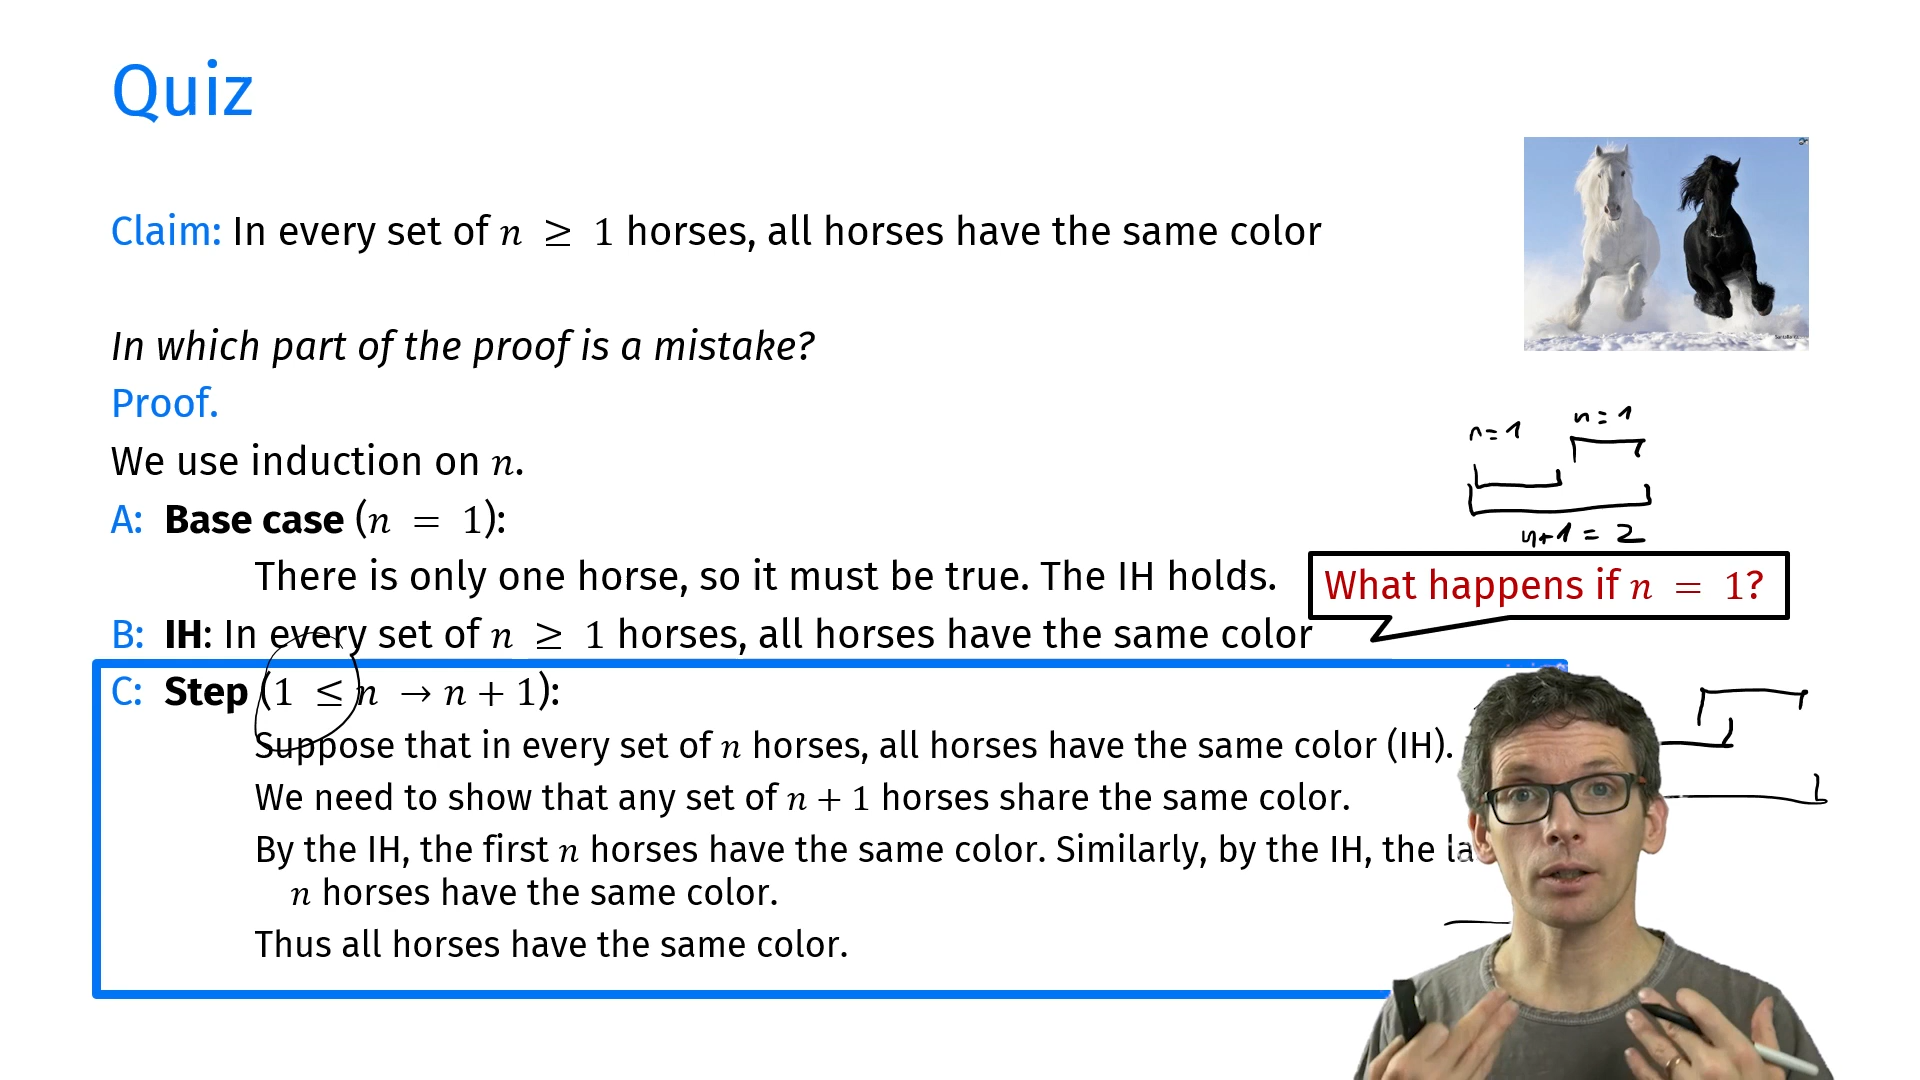 Quiz
Claim: In every set of n ≥ 1 horses, all horses have the same color
In which part of the proof is a mistake?
Proof.
We use induction on n.
n=1
n=1
n+1 = 2
A: Base case (n = 1):
There is only one horse, so it must be true. The IH holds.
What happens if n = 1?
B: IH: In every set of n ≥ 1 horses, all horses have the same color
C: Step (1 ≤ n → n + 1):
Suppose that in every set of n horses, all horses have the same color (IH).
We need to show that any set of n + 1 horses share the same color.
By the IH, the first n horses have the same color. Similarly, by the IH, the
n horses have the same color.
Thus all horses have the same color.